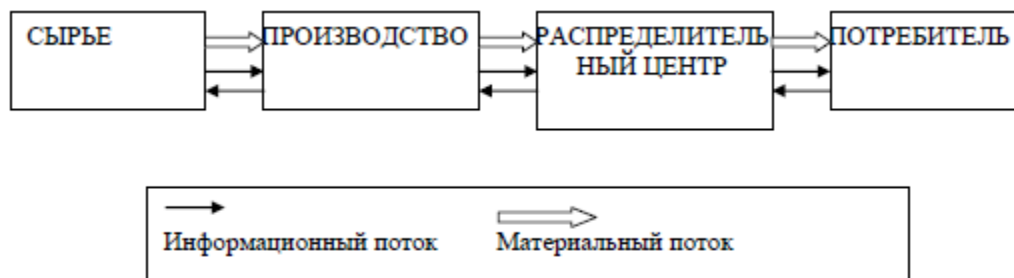 СЫРЬЕ
ПРОИЗВОДСТВО
РАСПРЕДЕЛИТЕЛЬ
НЫЙ ЦЕНТР
ПОТРЕБИТЕЛЬ
Информационный поток
Материальный поток